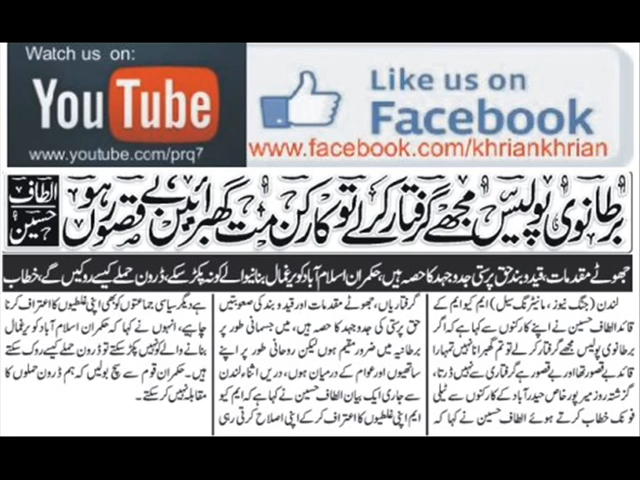 Watch us on:
YouTube
www.youtube.com/prq7
Like us on
Facebook
www.facebook.com/khriankhrian
برطانوی پولیس مجھے گرفتار کرلے تو کارکن مت گھبرائیں بے قصور ہوں
الطاف
حسین
جھوٹے مقدمات، قید و بند حق پرستی جدوجہد کا حصہ ہیں، حکمران اسلام آباد کو یرغمال بنانیوالے کو نہ پکڑ سکے، ڈرون حملے کیسے روکیں گے، خطاب
لندن (جنگ نیوز، مانیٹرنگ سیل) ایم کیو ایم کے
قائد الطاف حسین نے اپنے کارکنوں سے کہا ہے کہ اگر
برطانوی پولیس مجھے گرفتار کرلے تو تم گھبرانا نہیں تمہارا
قائد بے قصور تھا اور بے قصور ہے گرفتاری سے نہیں ڈرتا،
گزشتہ روز میرپور خاص حیدرآباد کے کارکنوں سے ٹیلی
فونک خطاب کرتے ہوئے الطاف حسین نے کہا کہ
گرفتاریاں، جھوٹے مقدمات اور قید و بند کی صعوبتیں
حق پرستی کی جدوجہد کا حصہ ہیں، میں جسمانی طور پر
برطانیہ میں ضرور مقیم ہوں لیکن روحانی طور پر اپنے
ساتھیوں اور عوام کے درمیان ہوں، دریں اثناء لندن
سے جاری ایک بیان الطاف حسین نے کہا ہے کہ ایم کیو
ایم اپنی غلطیوں کا اعتراف کر کے اپنی اصلاح کرتی رہی
ہے دیگر سیاسی جماعتوں کو بھی اپنی غلطیوں کا اعتراف کرنا
چاہیے، انہوں نے کہا کہ حکمران اسلام آباد کو یرغمال
بنانے والے کو نہیں پکڑ سکتے تو ڈرون حملے کیسے روک سکتے
ہیں۔ حکمران قوم سے سچ بولیں کہ ہم ڈرون حملوں کا
مقابلہ نہیں کر سکتے۔